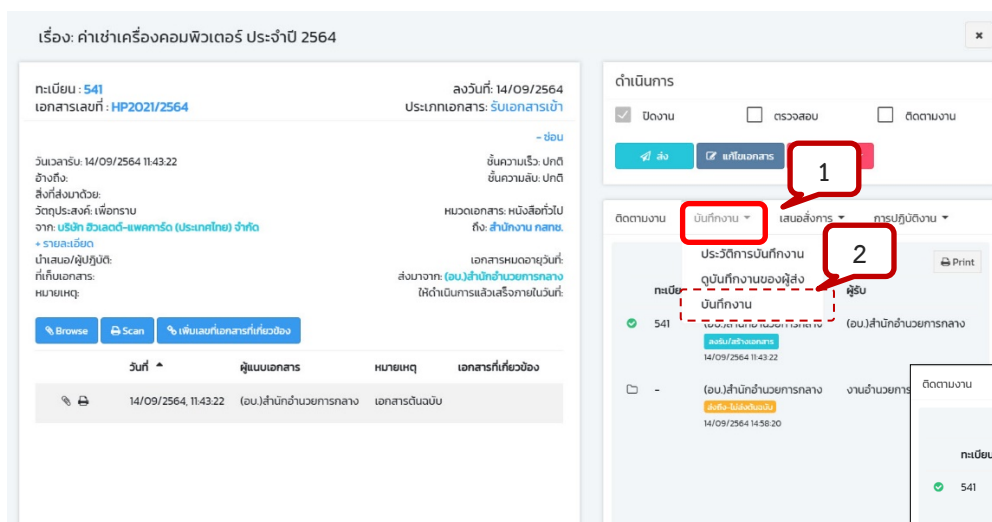 เรื่อง: ค่าเช่าเครื่องคอมพิวเตอร์ ประจำปี 2564
×
ทะเบียน : 541
ลงวันที่: 14/09/2564
เอกสารเลขที่ : HP2021/2564
ประเภทเอกสาร: รับเอกสารเข้า
- ซ่อน
วันเวลารับ: 14/09/2564 11:43:22
ชั้นความเร็ว: ปกติ
อ้างถึง:
ชั้นความลับ: ปกติ
สิ่งที่ส่งมาด้วย:
วัตถุประสงค์: เพื่อทราบ
หมวดเอกสาร: หนังสือทั่วไป
จาก: บริษัท ฮิวเลตต์-แพคการ์ด (ประเทศไทย) จำกัด
ถึง: สำนักงาน กสทช.
+ รายละเอียด
นำเสนอ/ผู้ปฏิบัติ:
เอกสารหมดอายุวันที่:
ที่เก็บเอกสาร:
ส่งมาจาก: (อบ.)สำนักอำนวยการกลาง
หมายเหตุ:
ให้ดำเนินการแล้วเสร็จภายในวันที่:
Browse
Scan
เพิ่มเลขที่เอกสารที่เกี่ยวข้อง
วันที่ ผู้แนบเอกสาร หมายเหตุ เอกสารที่เกี่ยวข้อง
14/09/2564, 11:43:22 (อบ.)สำนักอำนวยการกลาง เอกสารต้นฉบับ
ดำเนินการ
ปิดงาน ตรวจสอบ ติดตามงาน
ส่ง แก้ไขเอกสาร
1
ติดตามงาน บันทึกงาน เสนอสั่งการ การปฏิบัติงาน
2
ประวัติการบันทึกงาน
Print
ดูบันทึกงานของผู้ส่ง
ผู้รับ
บันทึกงาน
541
(อบ.)สำนักอำนวยการกลาง
ลงรับ/สร้างเอกสาร
14/09/2564 11:43:22
- (อบ.)สำนักอำนวยการกลาง
ส่งถึง-ไม่ส่งต้นฉบับ
14/09/2564 14:58:20
ติดตามงาน
541